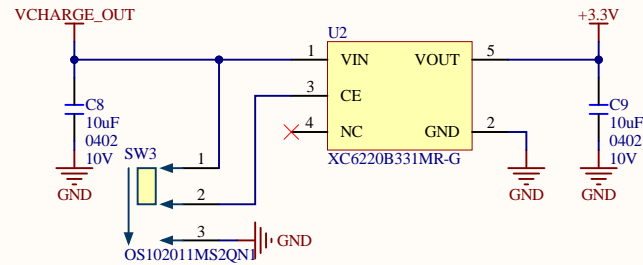 VCHARGE_OUT
+3.3V
U2
1
VIN
VOUT
5
3
CE
4
NC
GND
2
XC6220B331MR-G
C8
10uF
0402
10V
GND
C9
10uF
0402
10V
GND
GND
SW3
1
2
3
GND
OS102011MS2QN1